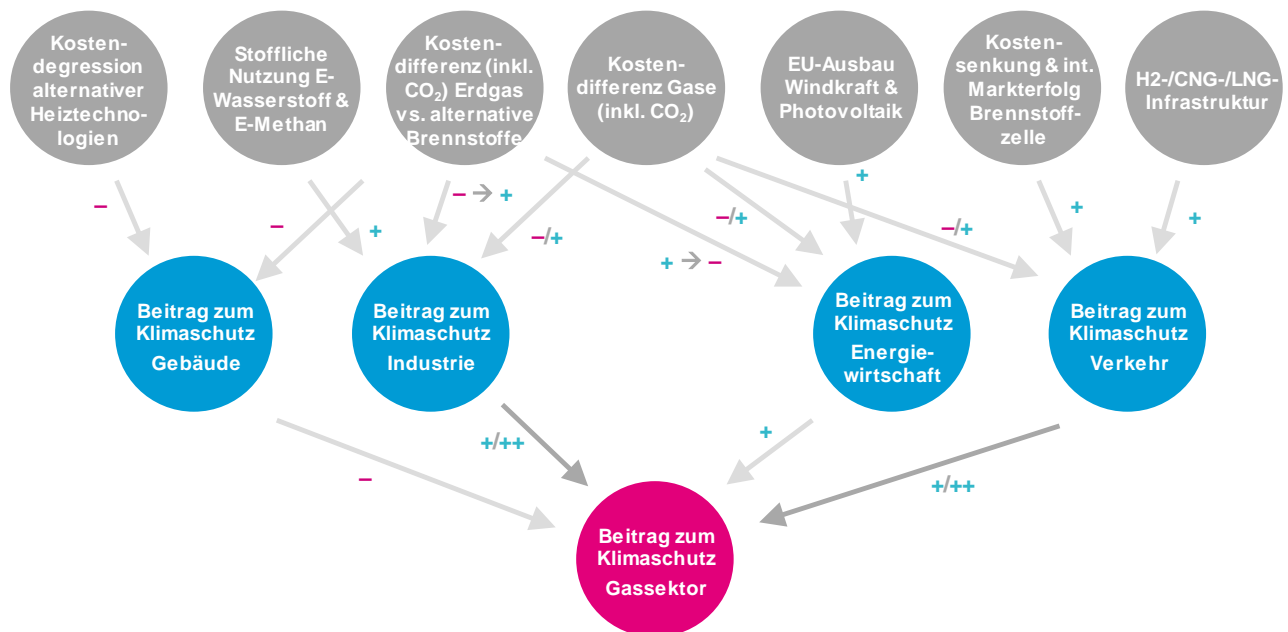 Kosten-
degression
alternativer
Heiztechno-
logien
Stoffliche
Nutzung E-
Wasserstoff &
E-Methan
Kosten-
differenz (inkl.
CO₂) Erdgas
vs. alternative
Brennstoffe
Kosten-
differenz Gase
(inkl. CO₂)
EU-Ausbau
Windkraft &
Photovoltaik
Kosten-
senkung & int.
Markterfolg
Brennstoff-
zelle
H2-/CNG-/LNG-
Infrastruktur
–
–
+
– → +
–/+
+ → –
–/+
+
–/+
+
+
Beitrag zum
Klimaschutz
Gebäude
Beitrag zum
Klimaschutz
Industrie
Beitrag zum
Klimaschutz
Energie-
wirtschaft
Beitrag zum
Klimaschutz
Verkehr
–
+/++
+
+/++
Beitrag zum
Klimaschutz
Gassektor